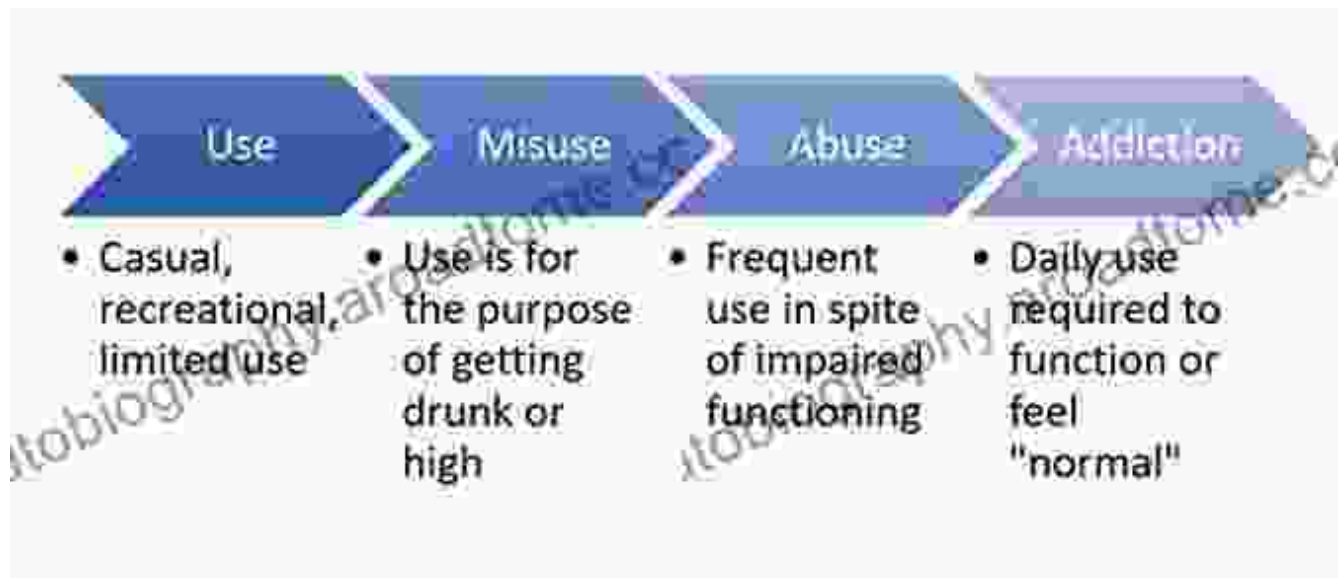 Use
Misuse
Abuse
Addiction
• Casual,
recreational,
limited use
• Use is for
the purpose
of getting
drunk or
high
• Frequent
use in spite
of impaired
functioning
• Daily use
required to
function or
feel
"normal"